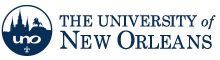 uno
THE UNIVERSITY of
NEW ORLEANS